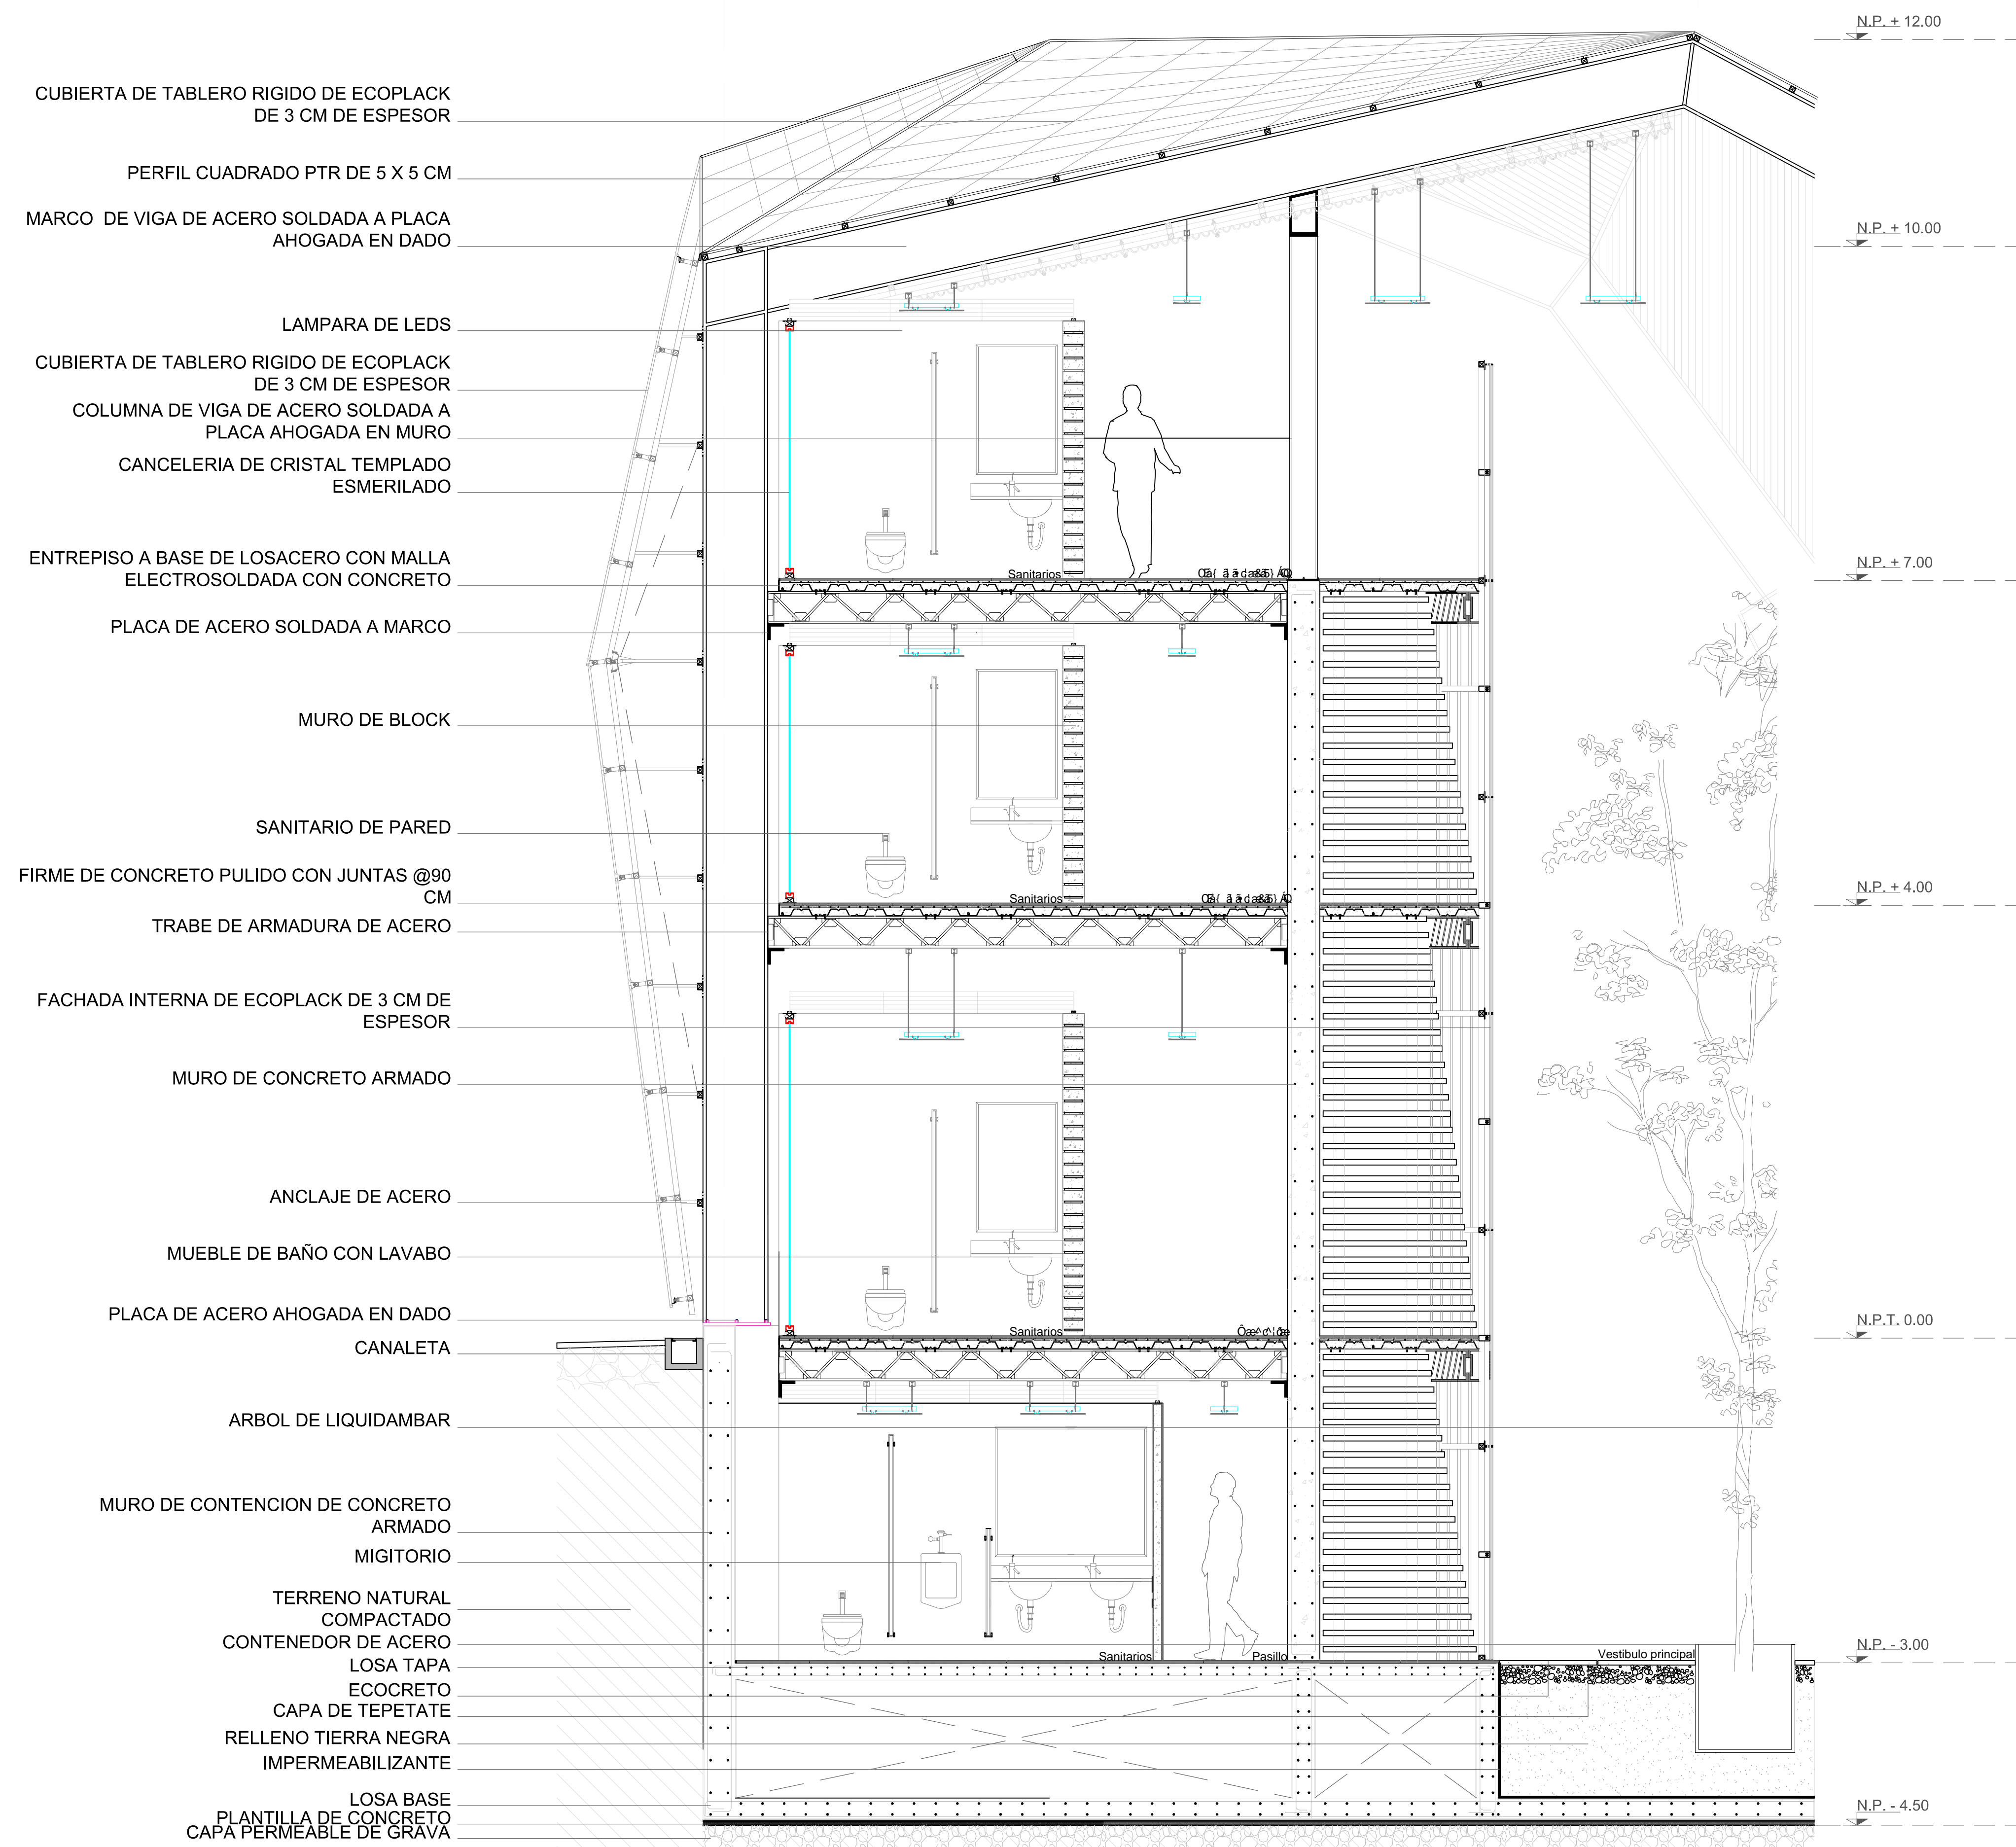 CUBIERTA DE TABLERO RIGIDO DE ECOPLACK
DE 3 CM DE ESPESOR
PERFIL CUADRADO PTR DE 5 X 5 CM
MARCO DE VIGA DE ACERO SOLDADA A PLACA
AHOGADA EN DADO
LAMPARA DE LEDS
CUBIERTA DE TABLERO RIGIDO DE ECOPLACK
DE 3 CM DE ESPESOR
COLUMNA DE VIGA DE ACERO SOLDADA A
PLACA AHOGADA EN MURO
CANCELERIA DE CRISTAL TEMPLADO
ESMERILADO
ENTREPISO A BASE DE LOSACERO CON MALLA
ELECTROSOLDADA CON CONCRETO
PLACA DE ACERO SOLDADA A MARCO
MURO DE BLOCK
SANITARIO DE PARED
FIRME DE CONCRETO PULIDO CON JUNTAS @90
CM
TRABE DE ARMADURA DE ACERO
FACHADA INTERNA DE ECOPLACK DE 3 CM DE
ESPESOR
MURO DE CONCRETO ARMADO
ANCLAJE DE ACERO
MUEBLE DE BAÑO CON LAVABO
PLACA DE ACERO AHOGADA EN DADO
CANALETA
ARBOL DE LIQUIDAMBAR
MURO DE CONTENCION DE CONCRETO
ARMADO
MIGITORIO
TERRENO NATURAL
COMPACTADO
CONTENEDOR DE ACERO
LOSA TAPA
ECOCRETO
CAPA DE TEPETATE
RELLENO TIERRA NEGRA
IMPERMEABILIZANTE
LOSA BASE
PLANTILLA DE CONCRETO
CAPA PERMEABLE DE GRAVA
Sanitarios
Sanitarios
Sanitarios
Sanitarios
Pasillo
Vestibulo principal
N.P. + 12.00
N.P. + 10.00
N.P. + 7.00
N.P. + 4.00
N.P.T. 0.00
N.P. - 3.00
N.P. - 4.50